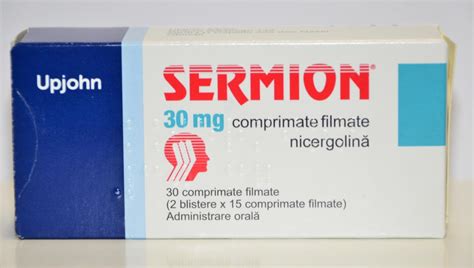 Upjohn
SERMION®
30 mg comprimate filmate
nicergolină
30 comprimate filmate
(2 blistere x 15 comprimate filmate)
Administrare orală